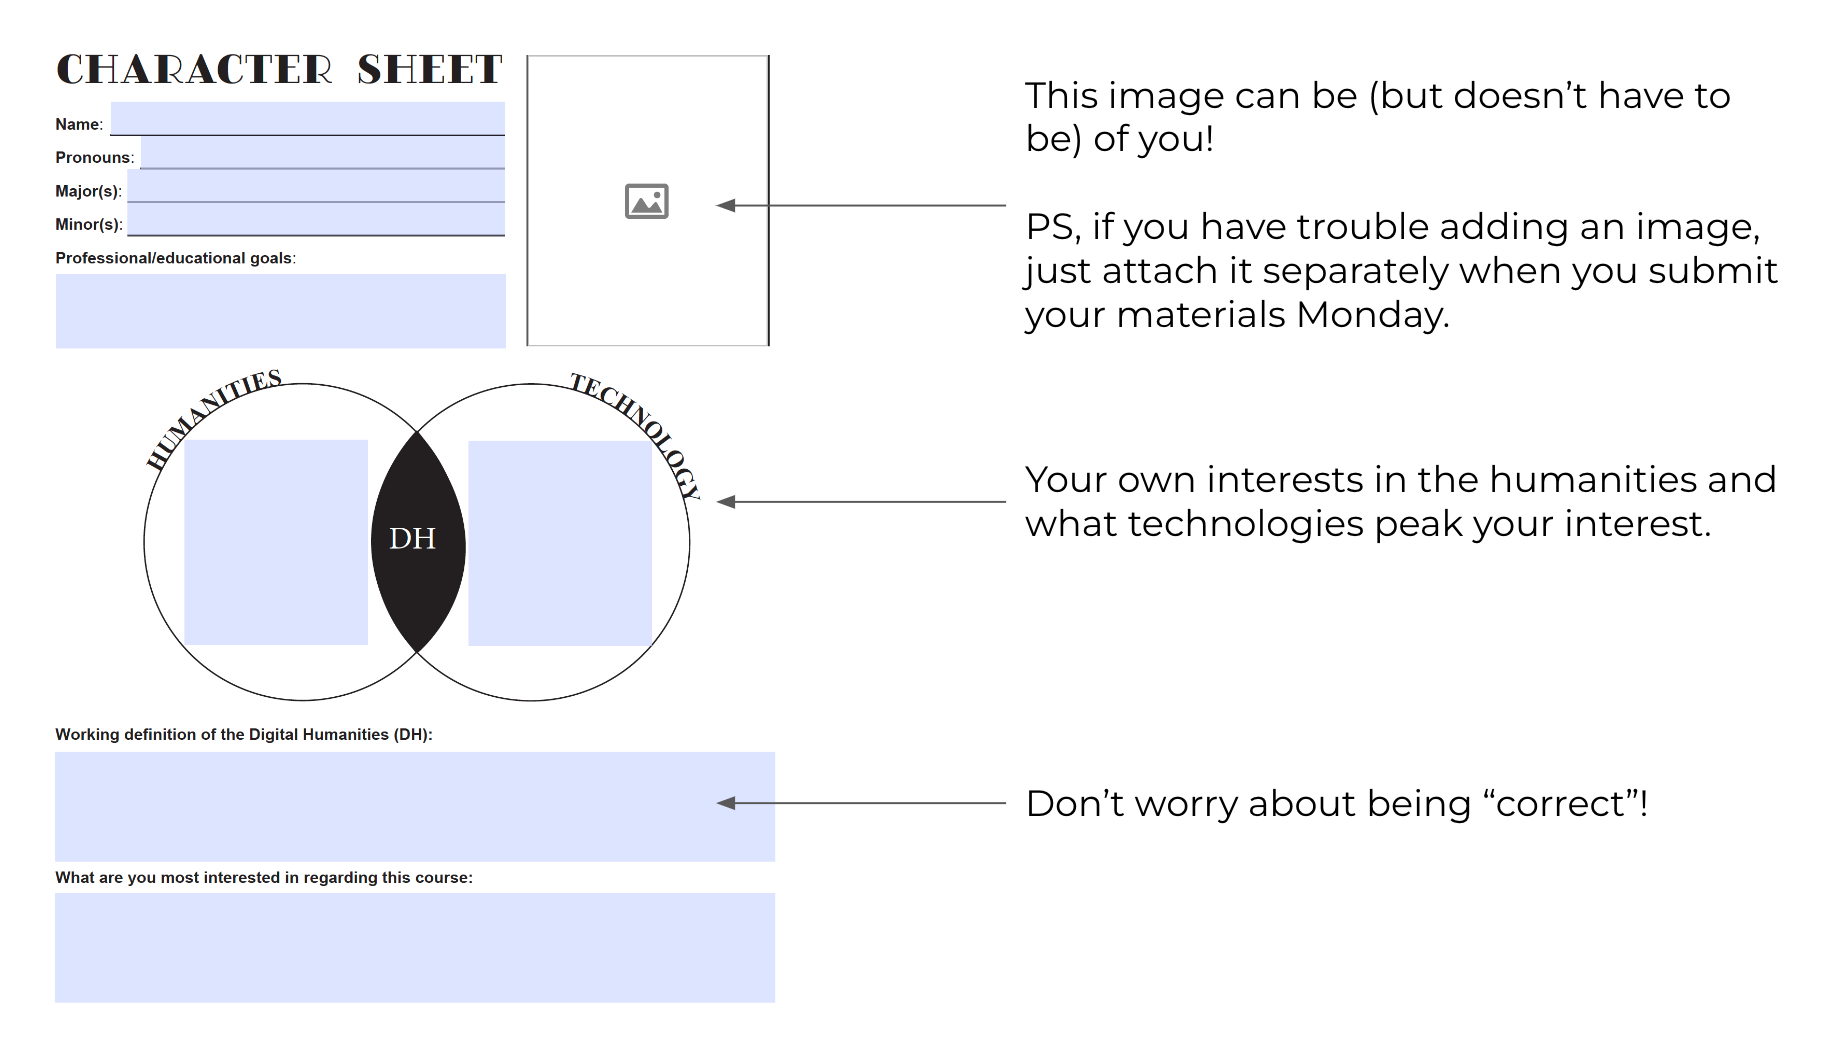 CHARACTER SHEET
Name:
Pronouns:
Major(s):
Minor(s):
Professional/educational goals:
This image can be (but doesn’t have to
be) of you!
PS, if you have trouble adding an image,
just attach it separately when you submit
your materials Monday.
HUMANITIES
TECHNOLOGY
DH
Your own interests in the humanities and
what technologies peak your interest.
Working definition of the Digital Humanities (DH):
Don’t worry about being “correct”!
What are you most interested in regarding this course: